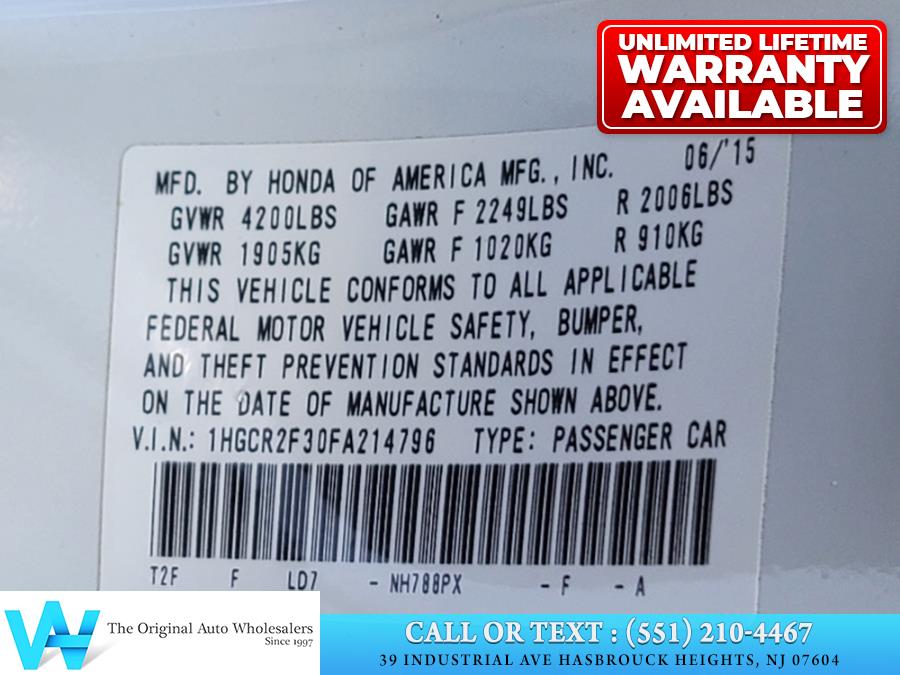 UNLIMITED LIFETIME
WARRANTY
AVAILABLE
MFD. BY HONDA OF AMERICA MFG., INC. 06/'15
GVWR 4200LBS GAWR F 2249LBS R 2006LBS
GVWR 1905KG GAWR F 1020KG R 910KG
THIS VEHICLE CONFORMS TO ALL APPLICABLE
FEDERAL MOTOR VEHICLE SAFETY, BUMPER,
AND THEFT PREVENTION STANDARDS IN EFFECT
ON THE DATE OF MANUFACTURE SHOWN ABOVE.
V.I.N.: 1HGCR2F30FA214796 TYPE: PASSENGER CAR
T2F F LD7 - NH788PX - F - A
The Original Auto Wholesalers
Since 1997
CALL OR TEXT : (551) 210-4467
39 INDUSTRIAL AVE HASBROUCK HEIGHTS, NJ 07604